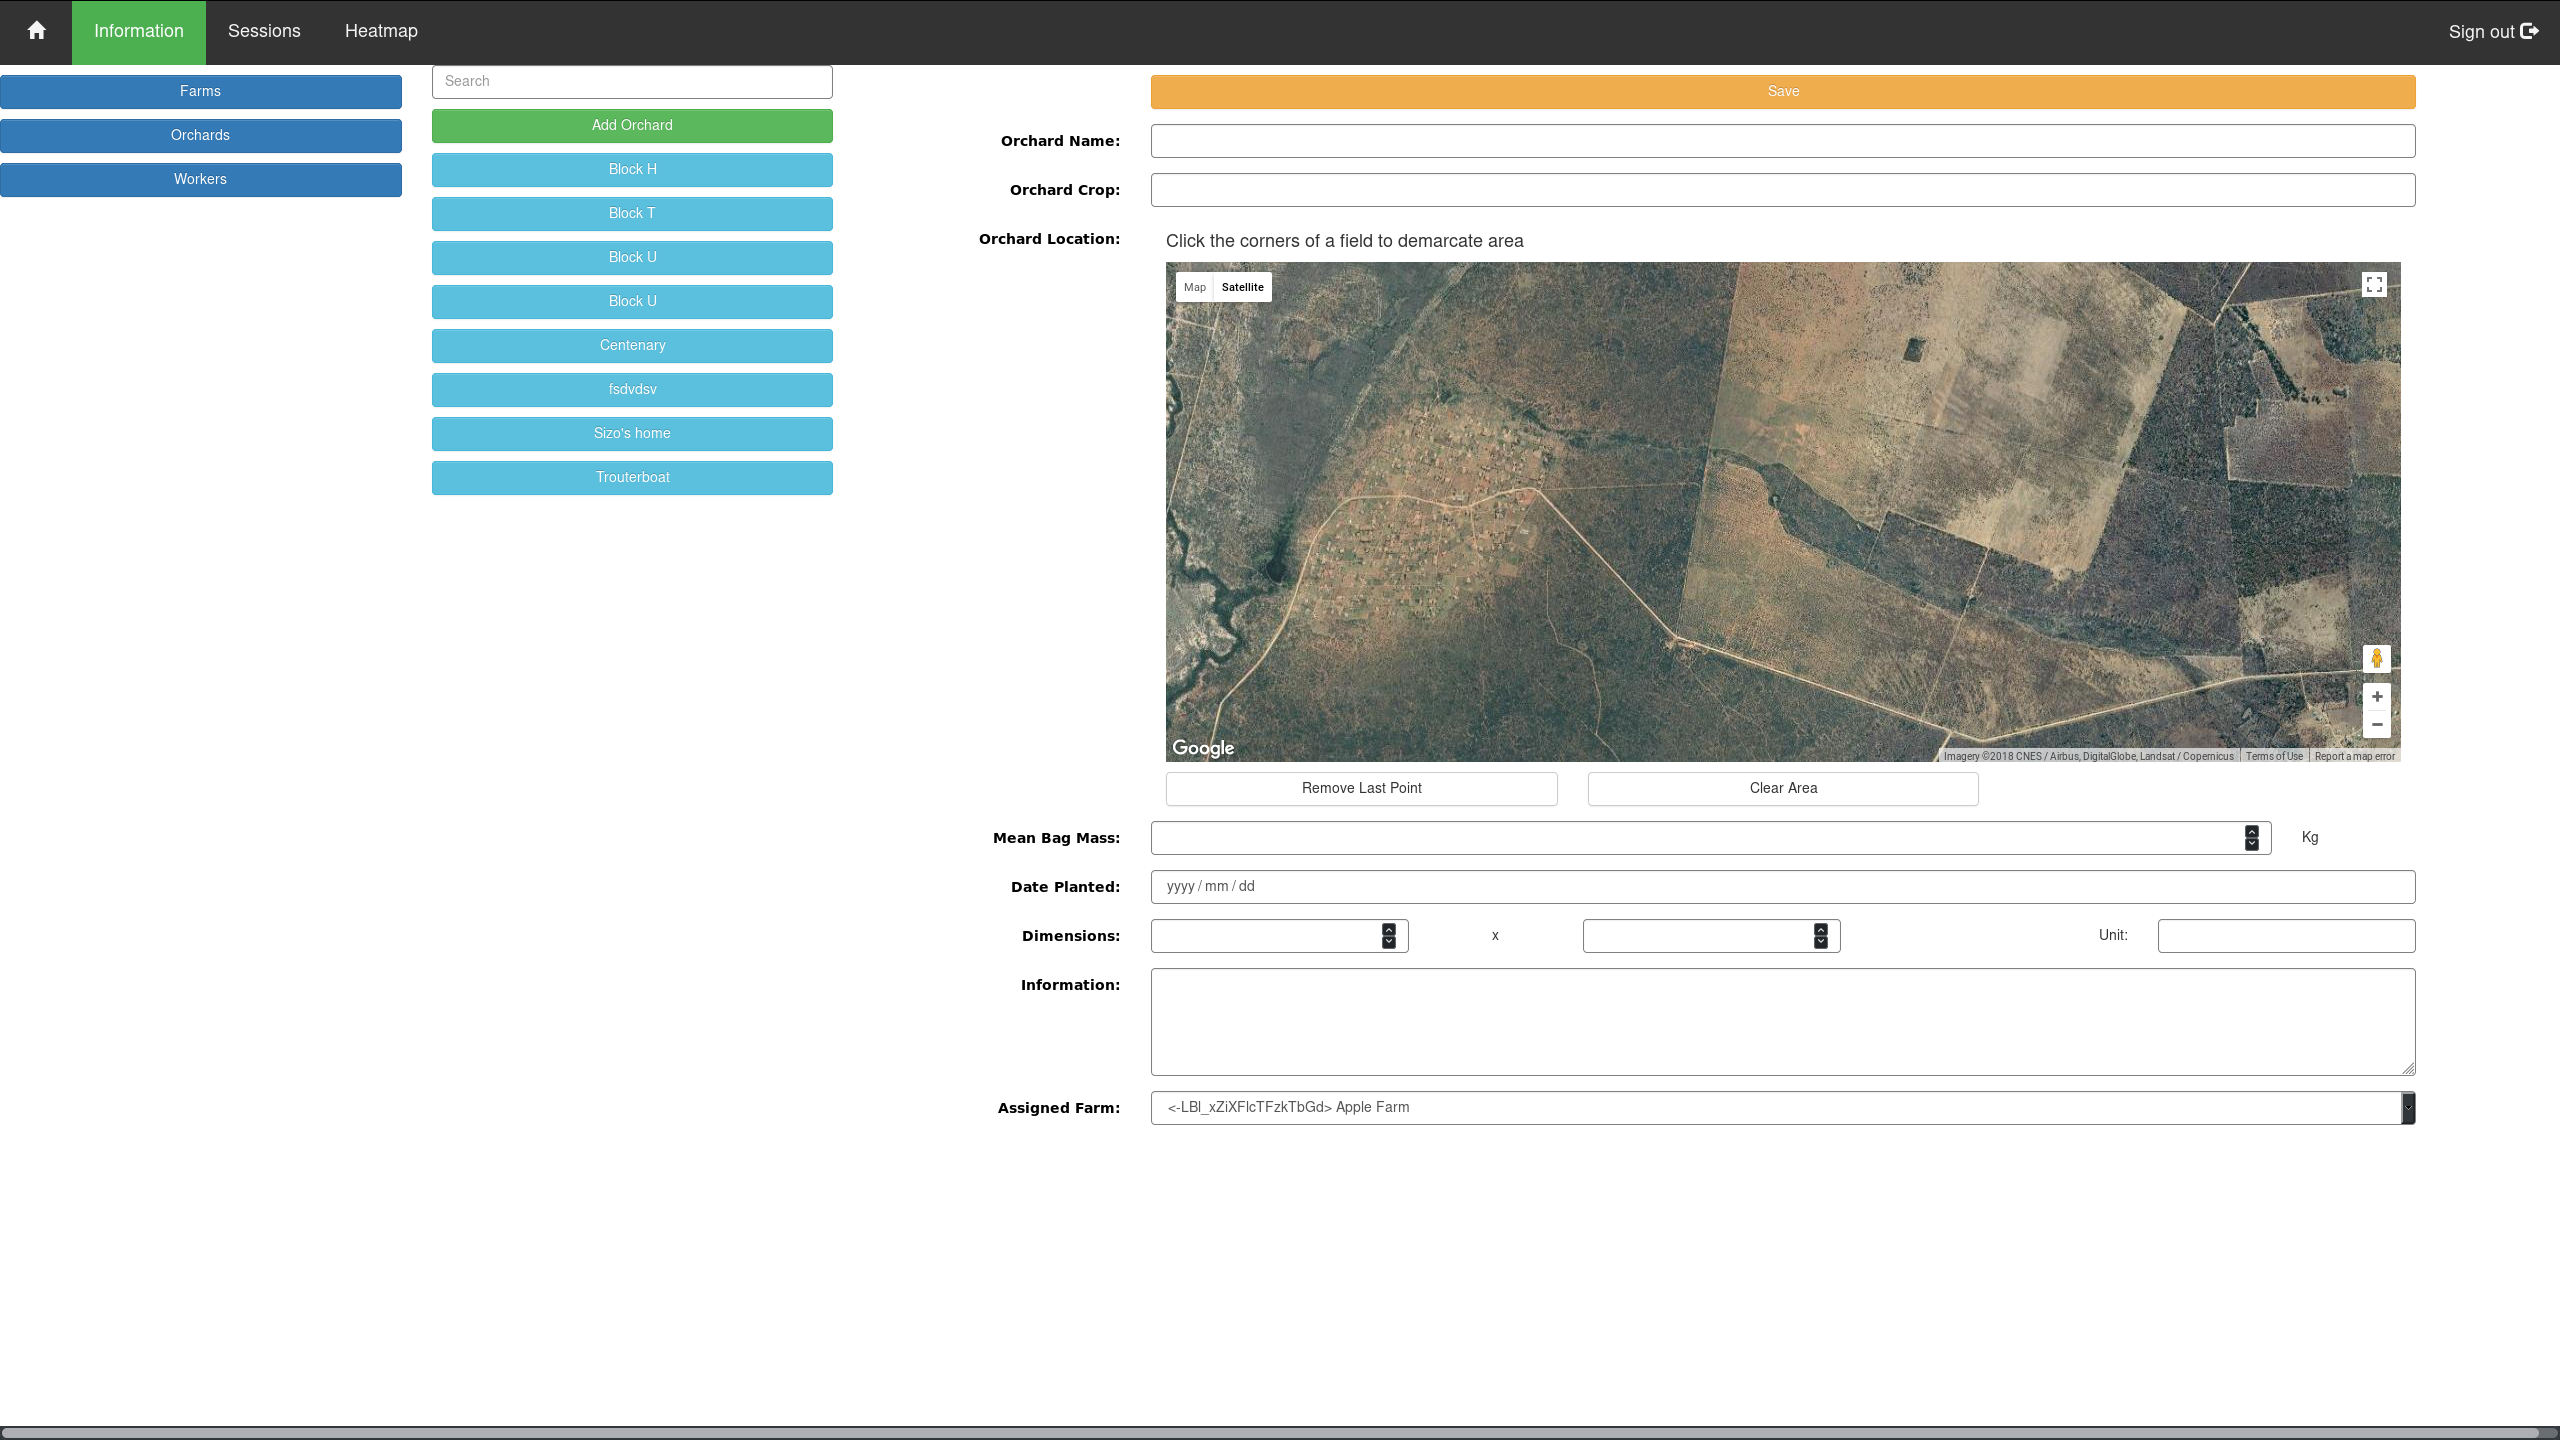 Information Sessions Heatmap Sign out
Farms
Orchards
Workers
Search
Add Orchard
Block H
Block T
Block U
Block U
Centenary
fsdvdsv
Sizo's home
Trouterboat
Save
Orchard Name:
Orchard Crop:
Orchard Location: Click the corners of a field to demarcate area
Map Satellite
Google
Imagery ©2018 CNES / Airbus, DigitalGlobe, Landsat / Copernicus Terms of Use Report a map error
Remove Last Point Clear Area
Mean Bag Mass: Kg
Date Planted: yyyy / mm / dd
Dimensions: x Unit:
Information:
Assigned Farm: <-LBl_xZiXFlcTFzkTbGd> Apple Farm